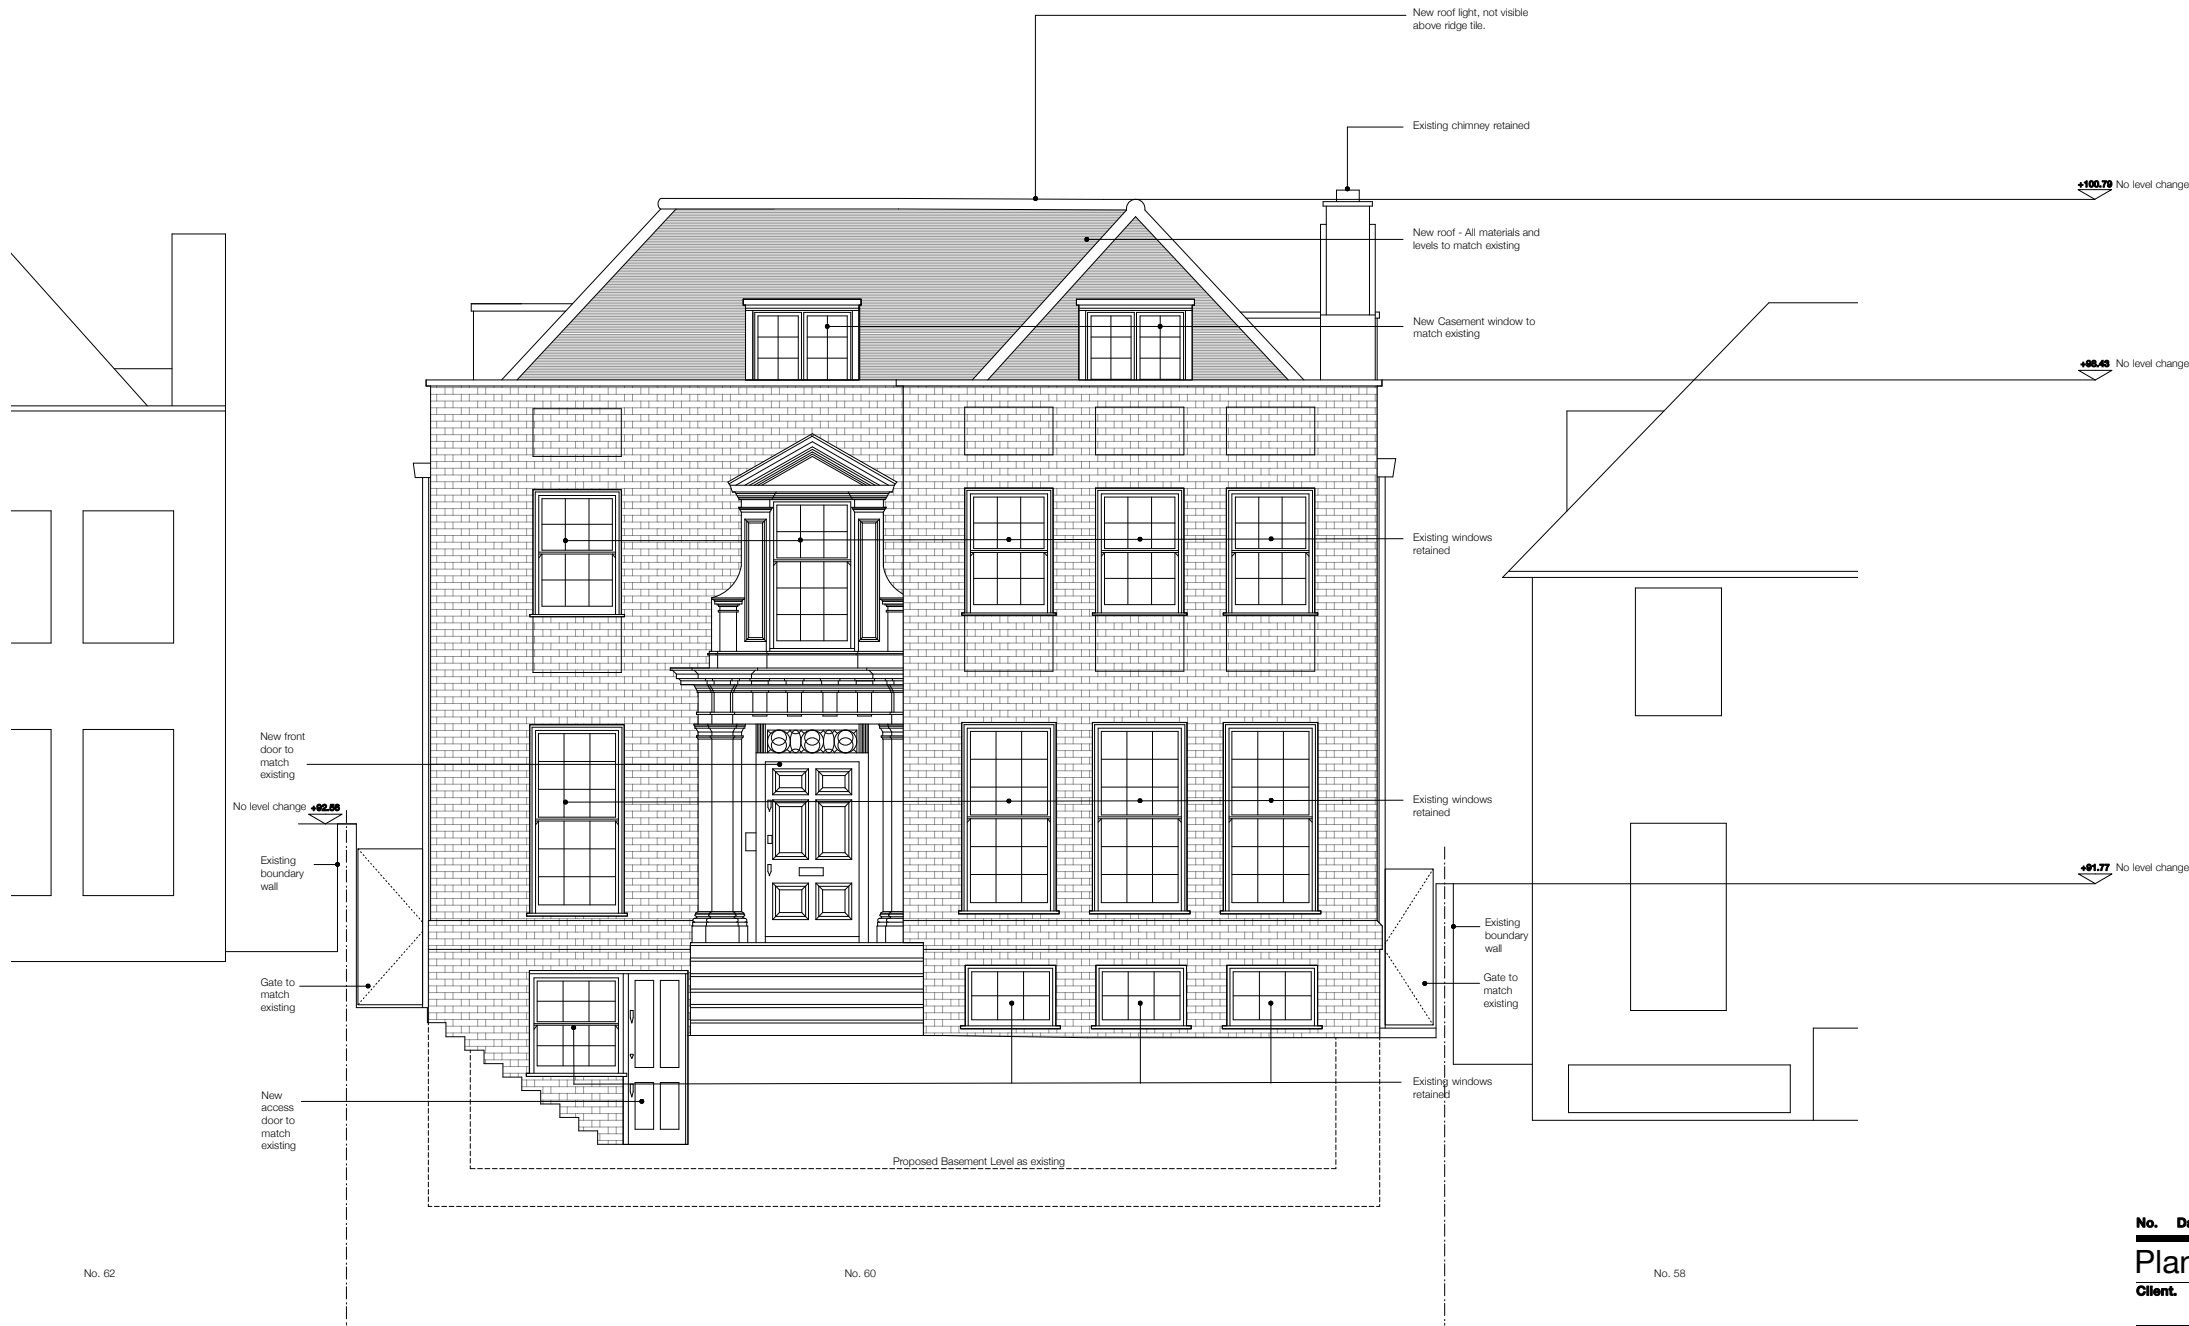 New roof light, not visible
above ridge tile.
Existing chimney retained
+100.79 No level change
New roof - All materials and
levels to match existing
New Casement window to
match existing
+98.43 No level change
Existing windows
retained
New front
door to
match
existing
No level change +92.56
Existing windows
retained
Existing
boundary
wall
+91.77 No level change
Existing
boundary
wall
Gate to
match
existing
Gate to
match
existing
Existing windows
retained
New
access
door to
match
existing
Proposed Basement Level as existing
No. 62
No. 60
No. 58
No. Da
Plan
Client.